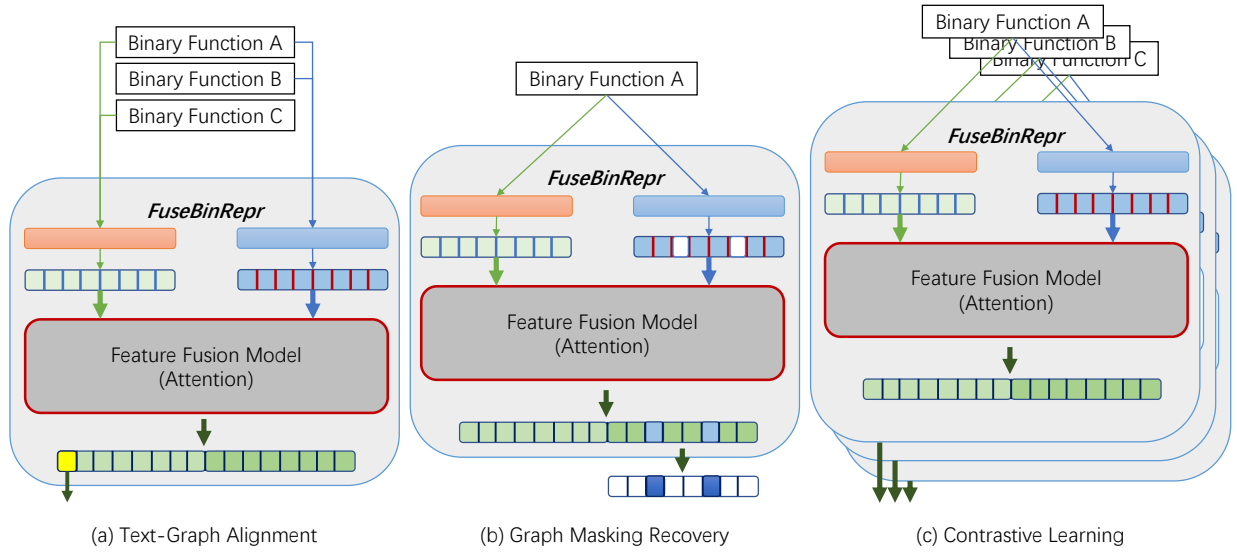 Binary Function A
Binary Function B
Binary Function C
FuseBinRepr
Feature Fusion Model
(Attention)
(a) Text-Graph Alignment
Binary Function A
FuseBinRepr
Feature Fusion Model
(Attention)
(b) Graph Masking Recovery
Binary Function A
Binary Function B
Binary Function C
FuseBinRepr
Feature Fusion Model
(Attention)
(c) Contrastive Learning